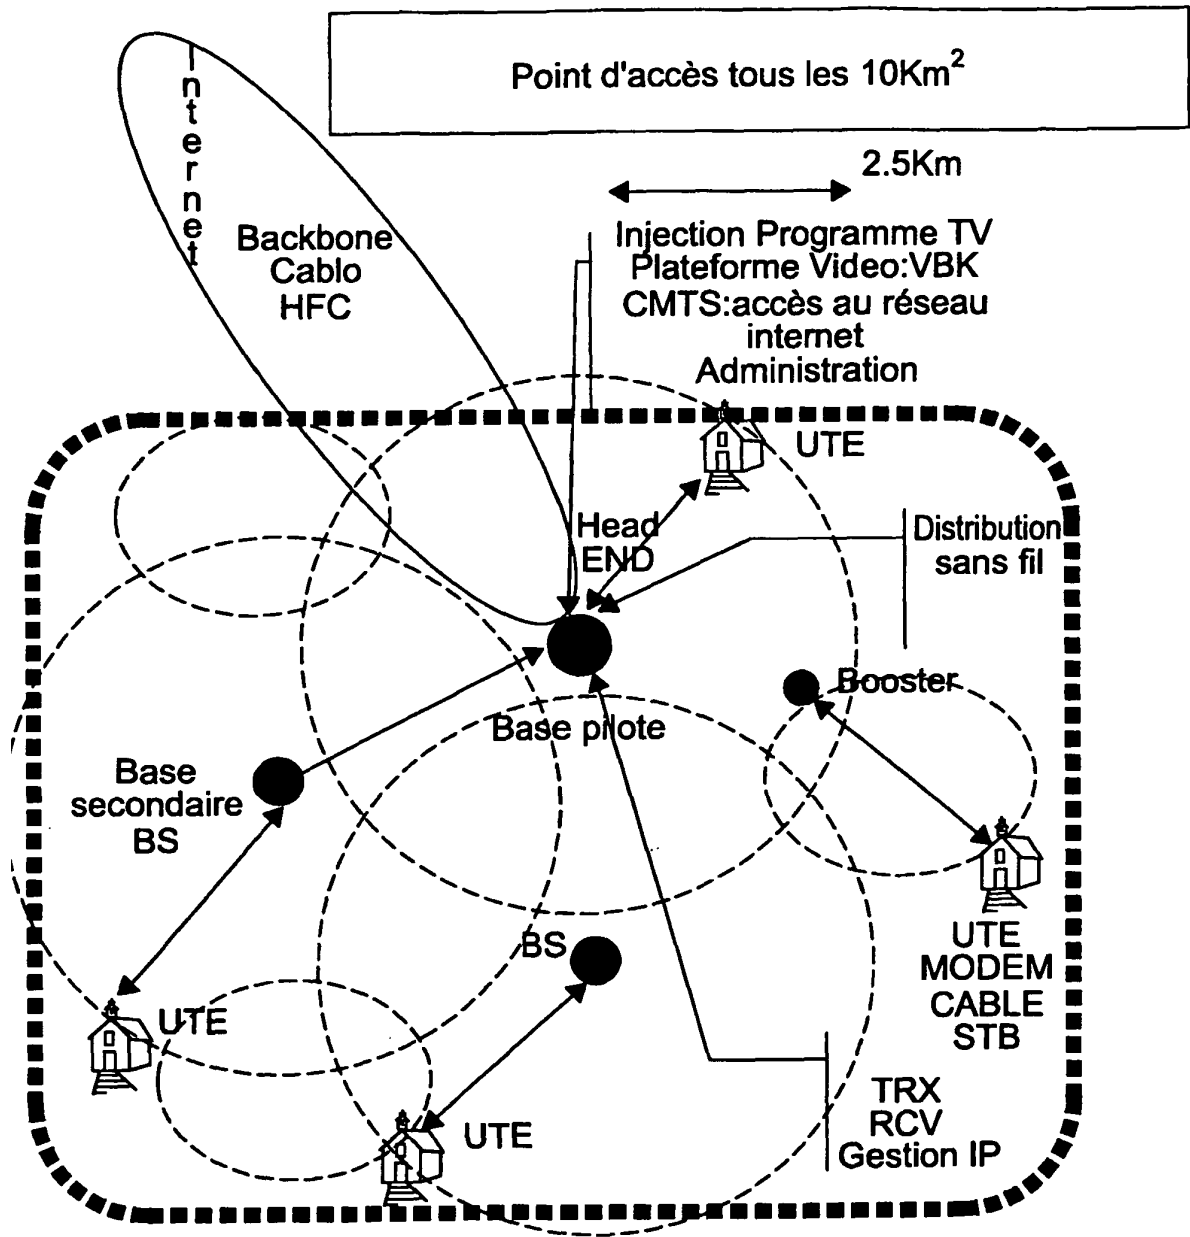 Point d'accès tous les 10Km²
2.5Km
Internet
Backbone
Cablo
HFC
Injection Programme TV
Plateforme Video:VBK
CMTS:accès au réseau
internet
Administration
UTE
Head
END
Distribution
sans fil
Booster
Base pilote
Base
secondaire
BS
BS
UTE
MODEM
CABLE
STB
UTE
UTE
TRX
RCV
Gestion IP